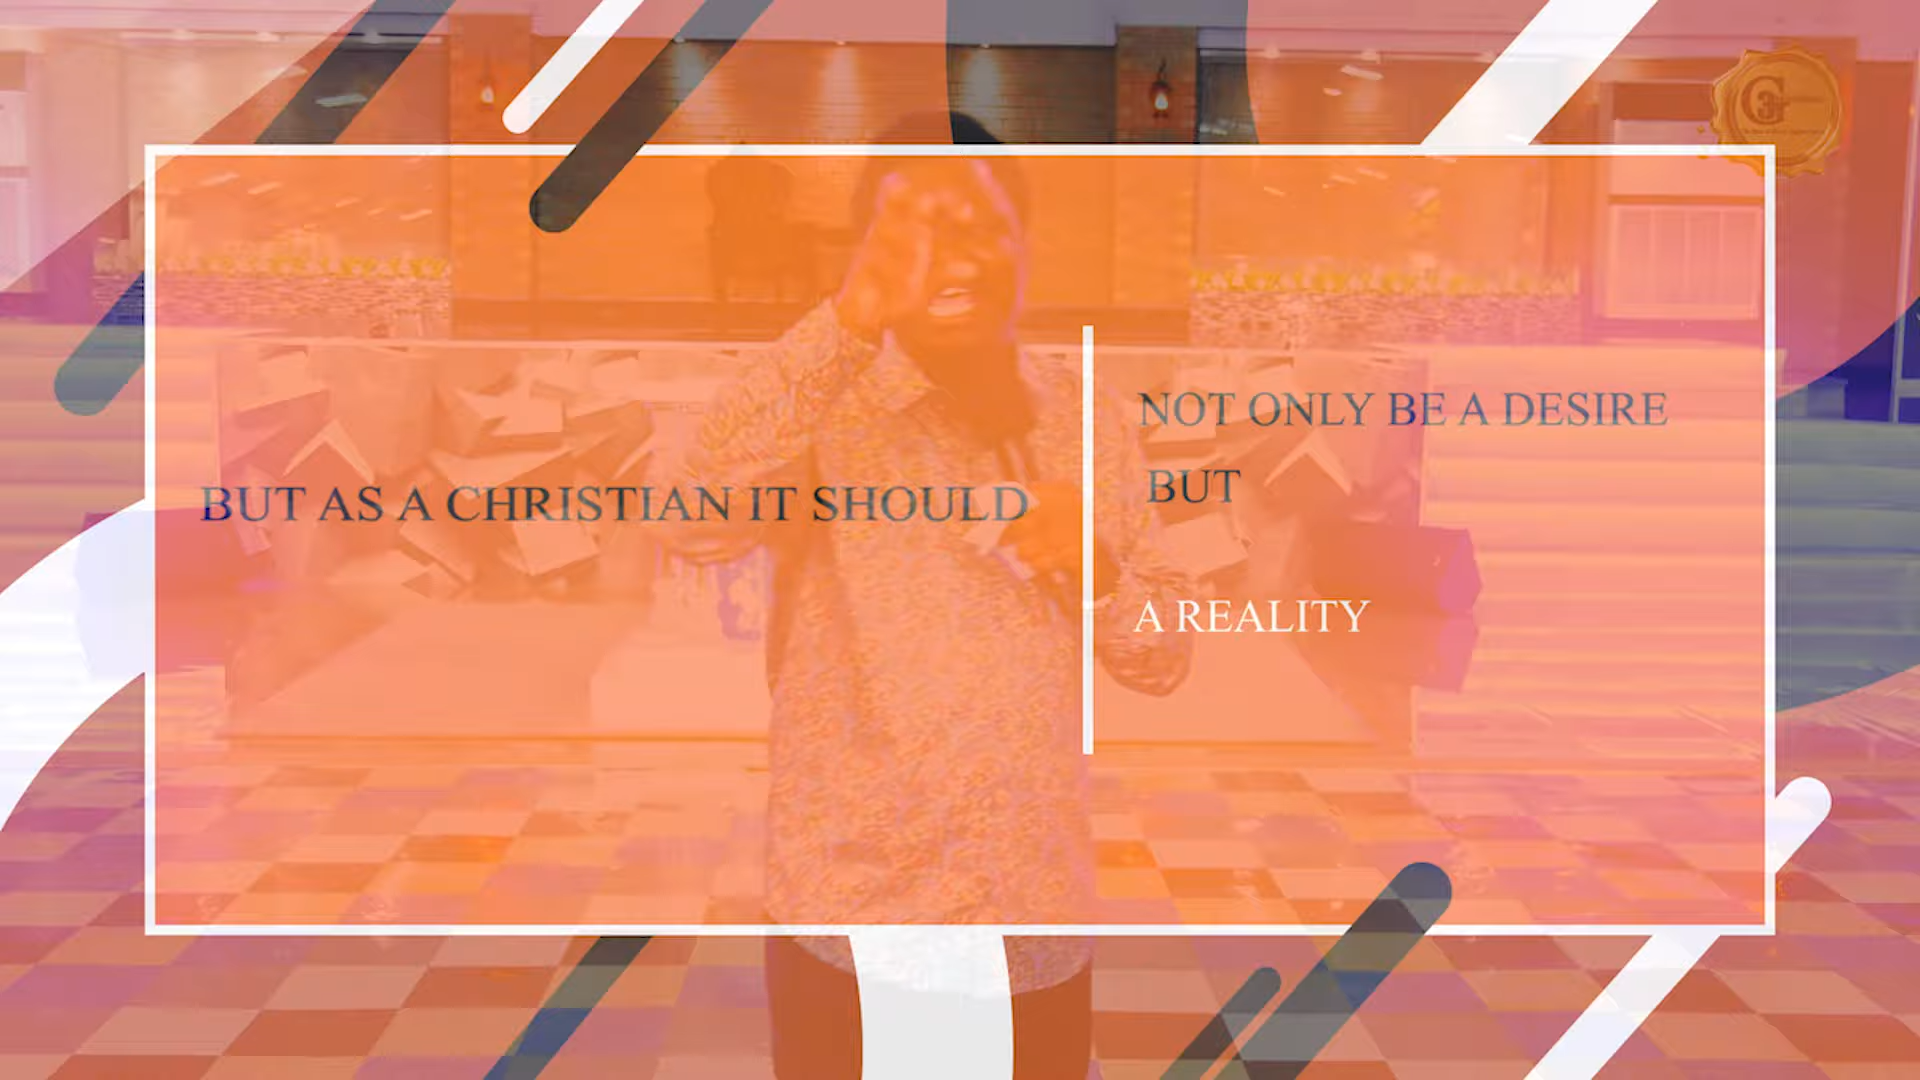 BUT AS A CHRISTIAN IT SHOULD
NOT ONLY BE A DESIRE
BUT
A REALITY